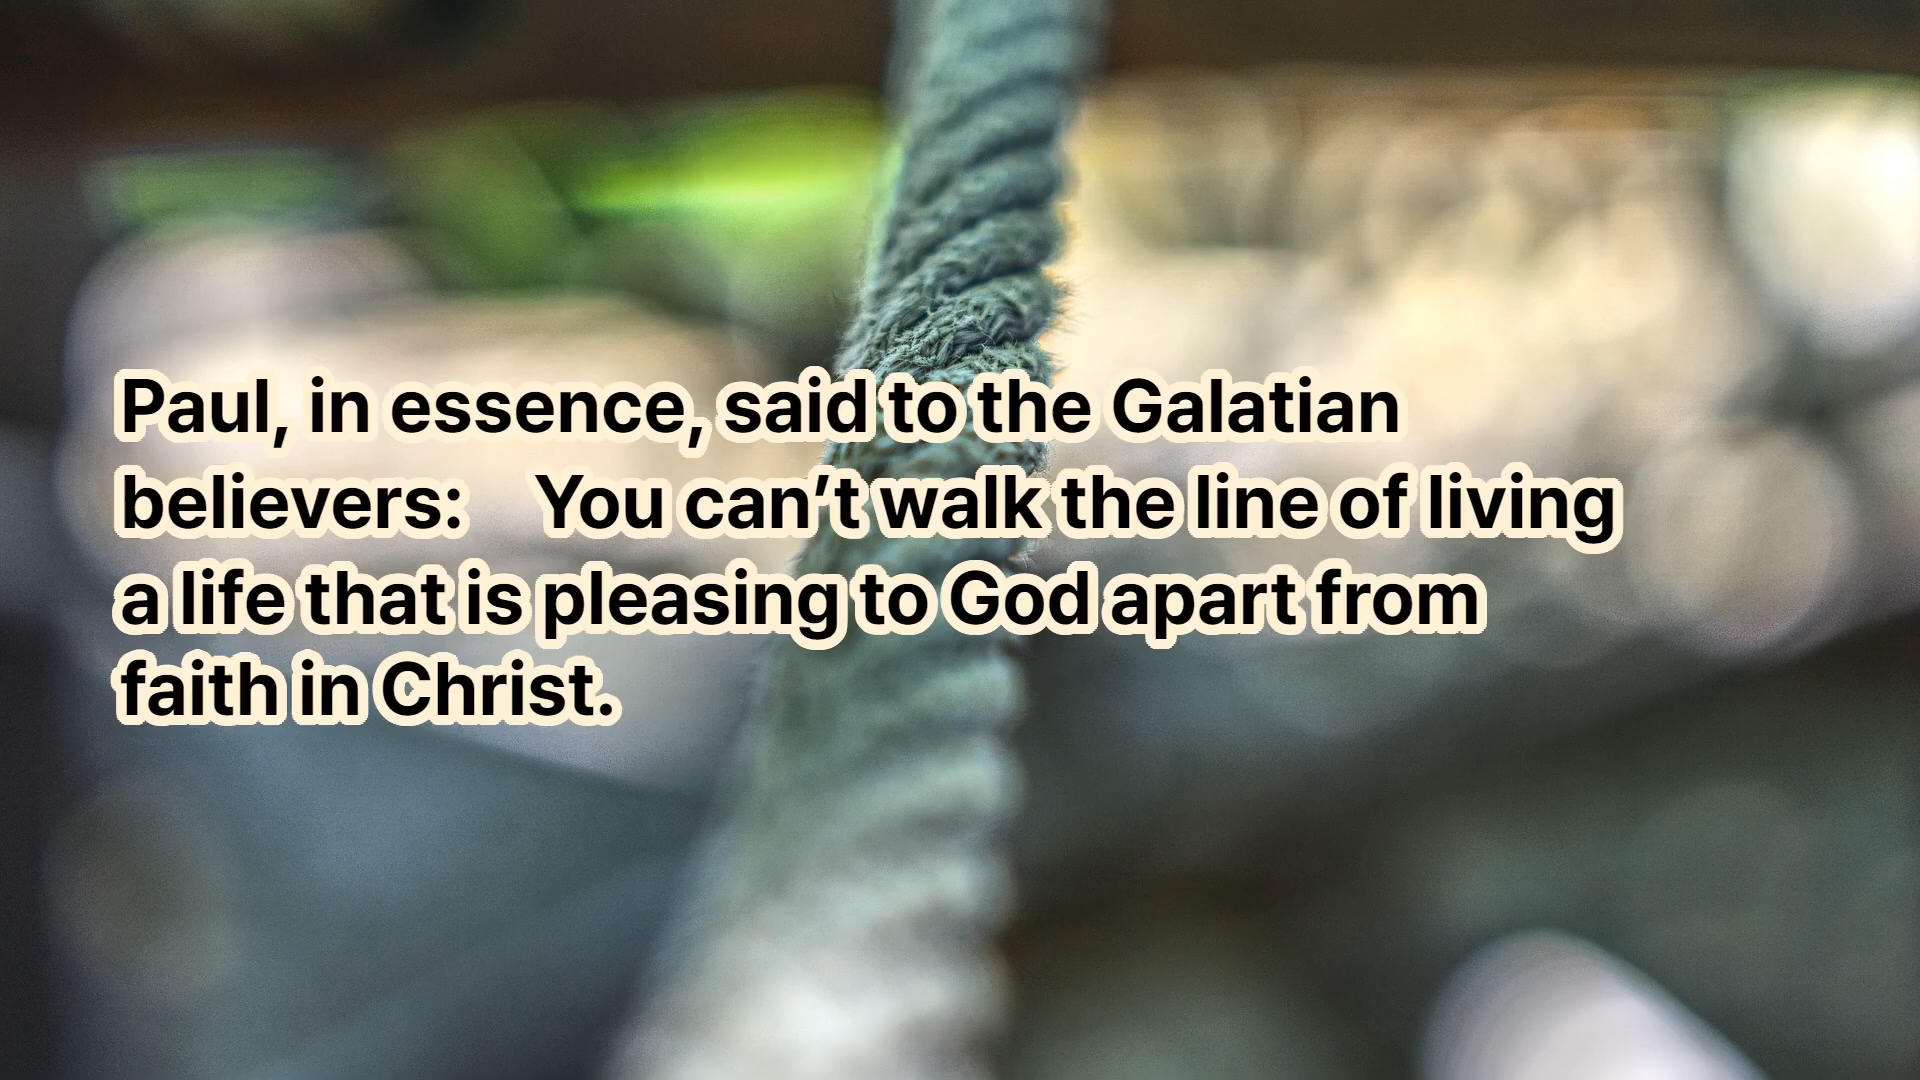 Paul, in essence, said to the Galatian
believers:    You can’t walk the line of living
a life that is pleasing to God apart from
faith in Christ.